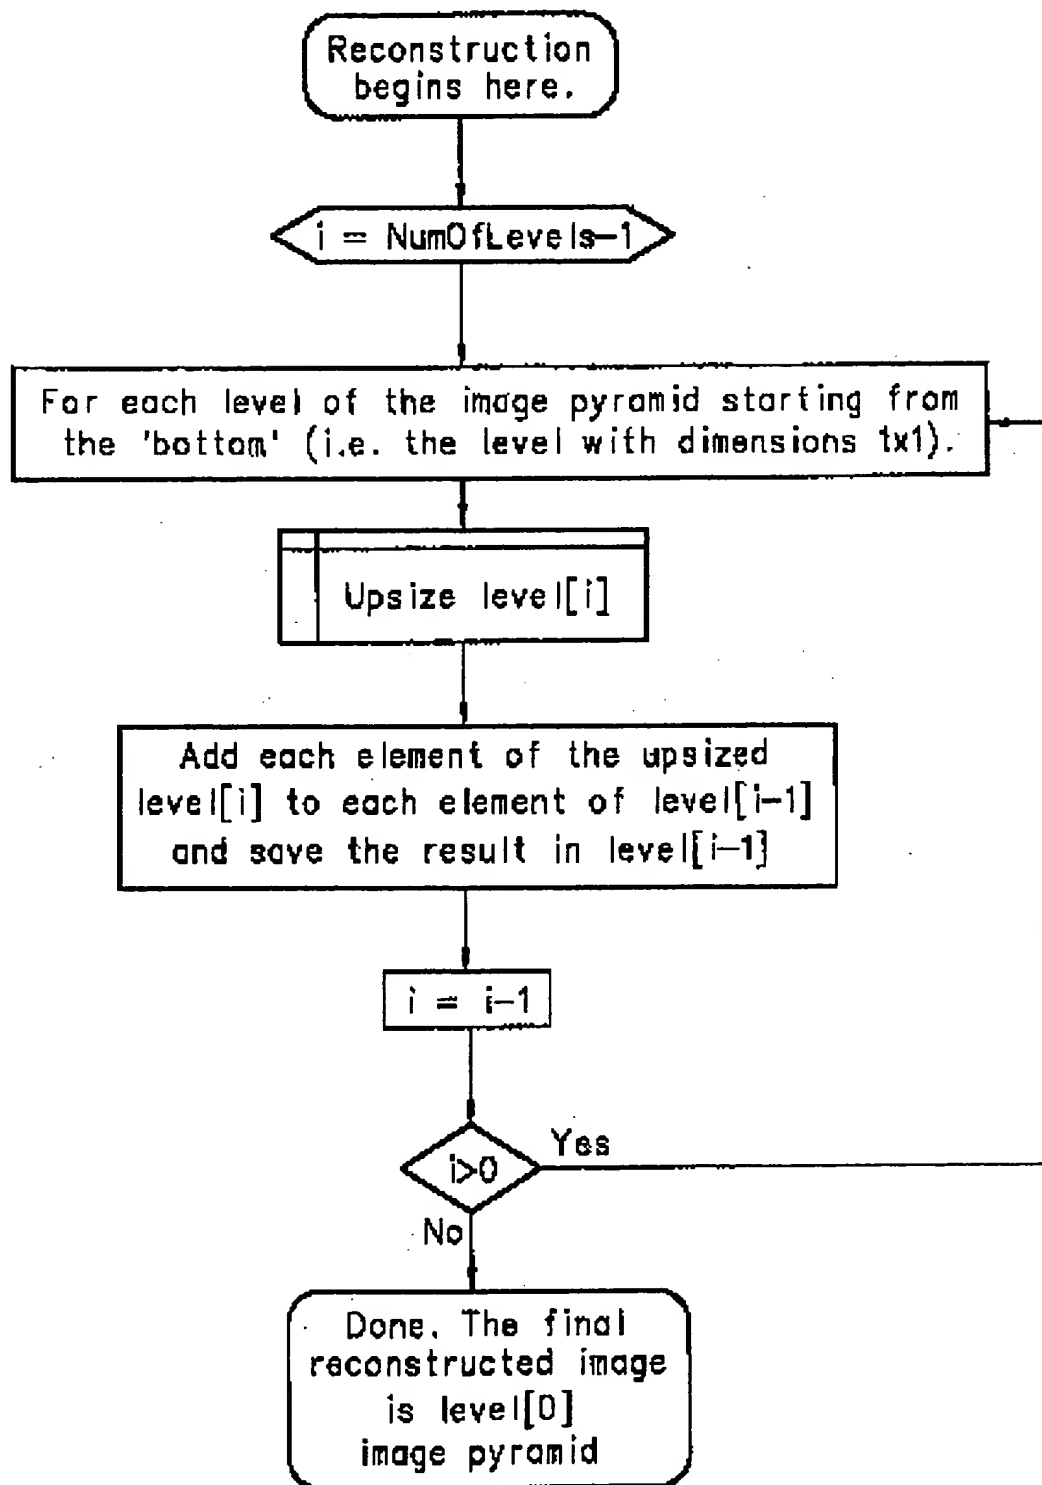 Reconstruction
begins here.
i = NumOfLevels-1
For each level of the image pyramid starting from
the 'bottom' (i.e. the level with dimensions 1x1).
Upsize level[i]
Add each element of the upsized
level[i] to each element of level[i-1]
and save the result in level[i-1]
i = i-1
i>0
Yes
No
Done. The final
reconstructed image
is level[0]
image pyramid